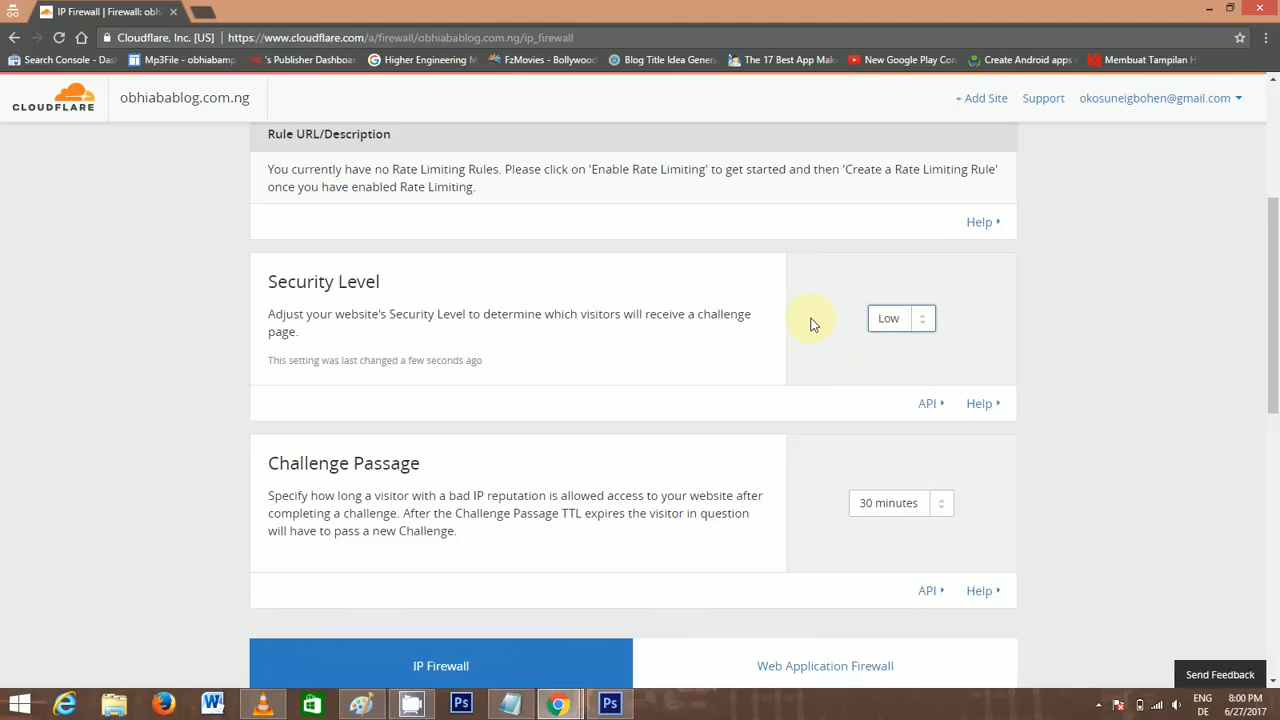 IP Firewall | Firewall: obh
Cloudflare, Inc. [US] | https://www.cloudflare.com/a/firewall/obhiabablog.com.ng/ip_firewall
Search Console - Das Mp3File - obhiabamp 's Publisher Dashboa Higher Engineering M FzMovies - Bollywood Blog Title Idea Genera The 17 Best App Make New Google Play Con Create Android apps Membuat Tampilan H
CLOUDFLARE obhiabablog.com.ng + Add Site Support okosuneigbohen@gmail.com
Rule URL/Description
You currently have no Rate Limiting Rules. Please click on 'Enable Rate Limiting' to get started and then 'Create a Rate Limiting Rule'
once you have enabled Rate Limiting.
Help
Security Level
Adjust your website's Security Level to determine which visitors will receive a challenge
page.
Low
This setting was last changed a few seconds ago
API Help
Challenge Passage
Specify how long a visitor with a bad IP reputation is allowed access to your website after
completing a challenge. After the Challenge Passage TTL expires the visitor in question
will have to pass a new Challenge.
30 minutes
API Help
IP Firewall Web Application Firewall
Send Feedback
ENG 8:00 PM
DE 6/27/2017